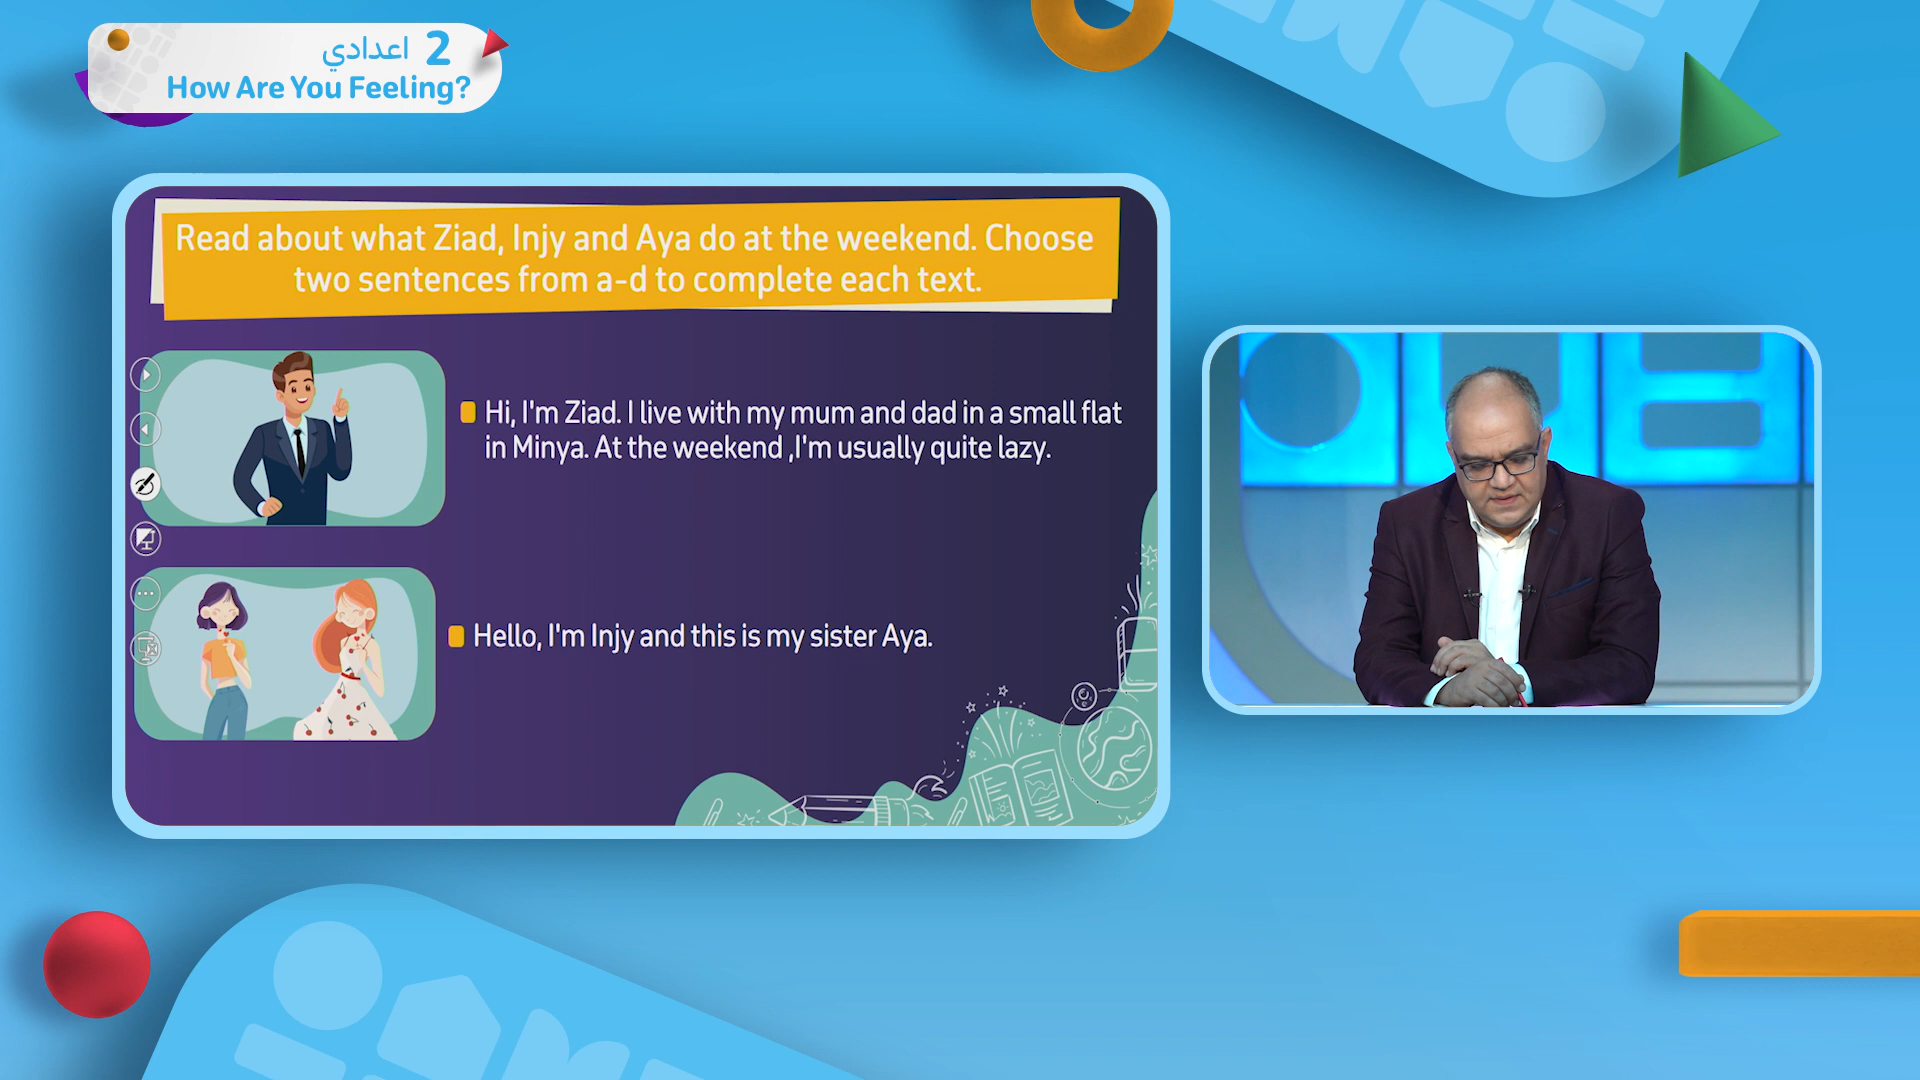 2 اعدادي
How Are You Feeling?
Read about what Ziad, Injy and Aya do at the weekend. Choose
two sentences from a-d to complete each text.
Hi, I'm Ziad. I live with my mum and dad in a small flat
in Minya. At the weekend ,I'm usually quite lazy.
Hello, I'm Injy and this is my sister Aya.